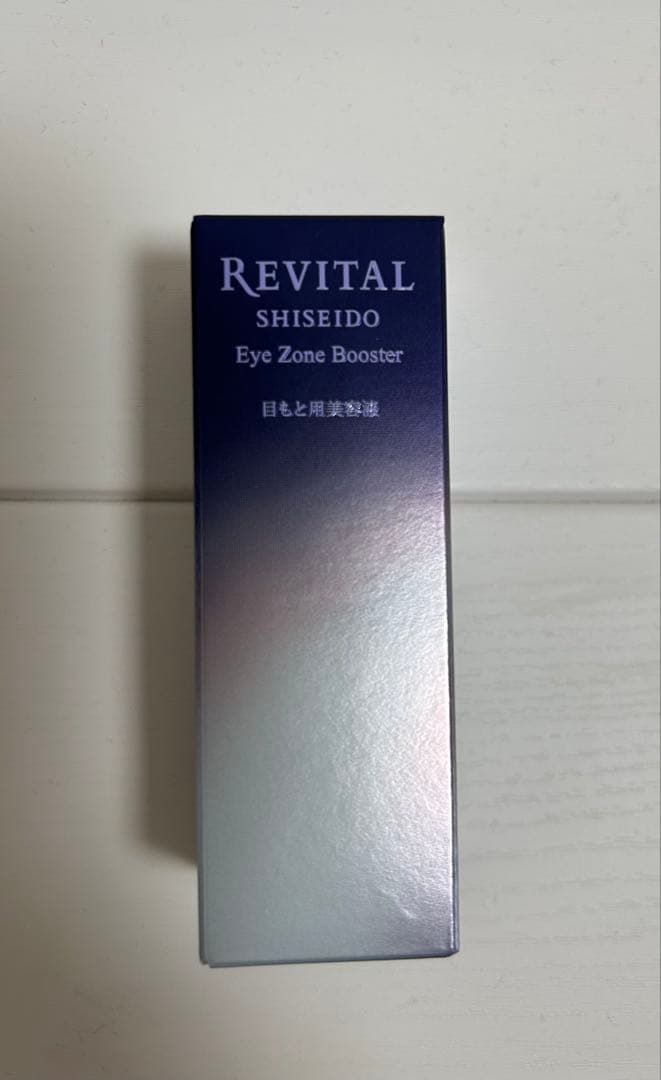 REVITAL
SHISEIDO
Eye Zone Booster
目もと用美容液